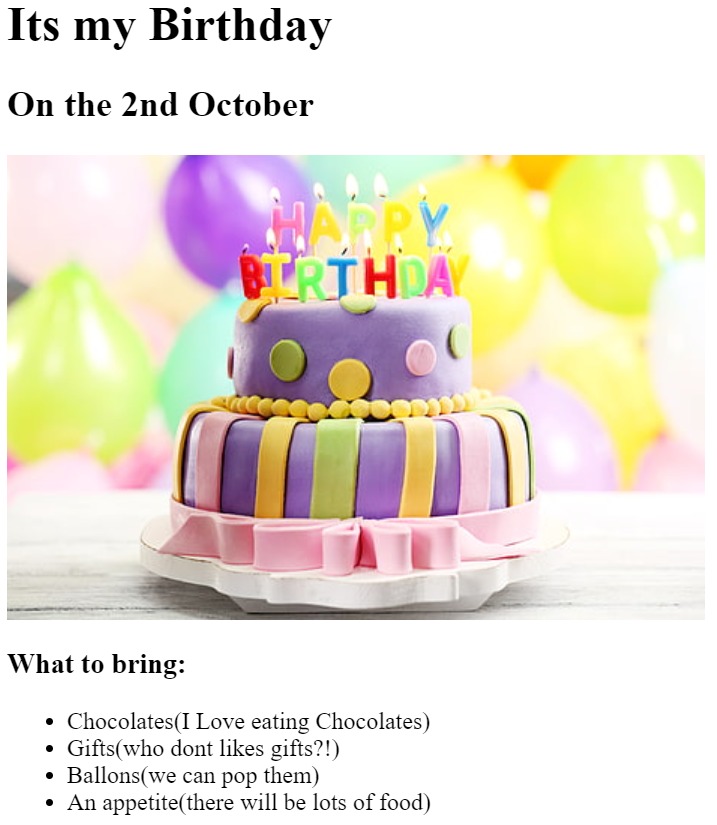 Its my Birthday
On the 2nd October
HAPPY
BIRTHDAY
What to bring:
Chocolates(I Love eating Chocolates)
Gifts(who dont likes gifts?!)
Ballons(we can pop them)
An appetite(there will be lots of food)